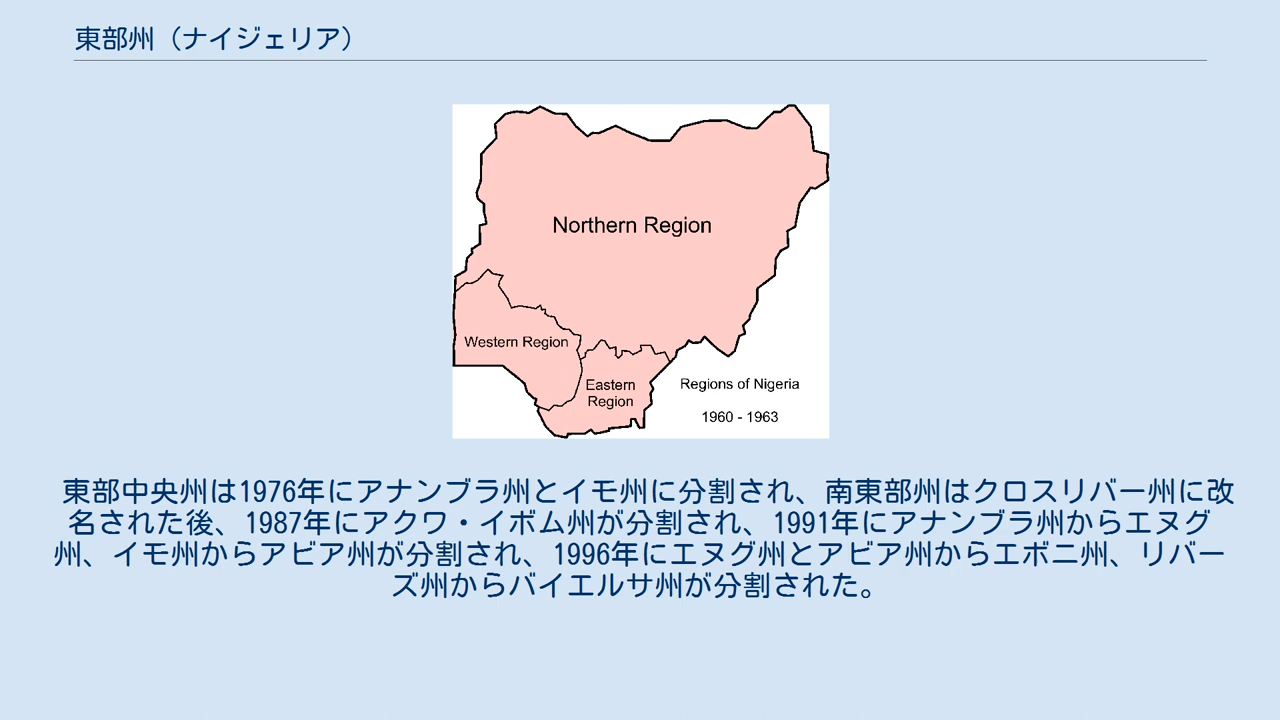 東部州（ナイジェリア）
Northern Region
Western Region
Eastern
Region
Regions of Nigeria
1960 - 1963
東部中央州は1976年にアナンブラ州とイモ州に分割され、南東部州はクロスリバー州に改
名された後、1987年にアクワ・イボム州が分割され、1991年にアナンブラ州からエヌグ
州、イモ州からアビア州が分割され、1996年にエヌグ州とアビア州からエボニ州、リバー
ズ州からバイエルサ州が分割された。